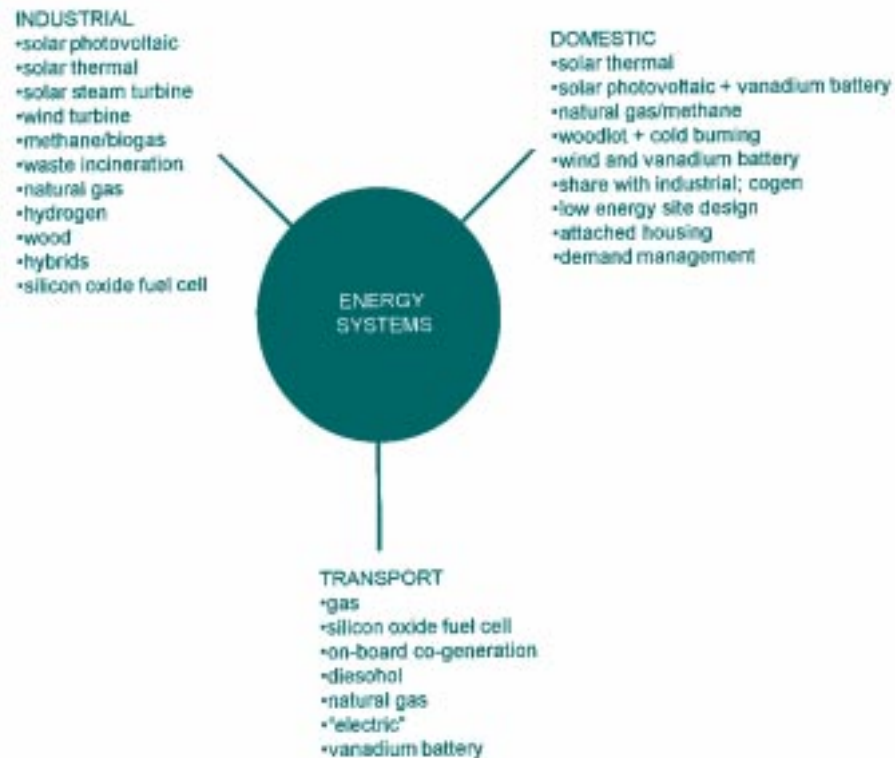 INDUSTRIAL
•solar photovoltaic
•solar thermal
•solar steam turbine
•wind turbine
•methane/biogas
•waste incineration
•natural gas
•hydrogen
•wood
•hybrids
•silicon oxide fuel cell
DOMESTIC
•solar thermal
•solar photovoltaic + vanadium battery
•natural gas/methane
•woodlot + cold burning
•wind and vanadium battery
•share with industrial; cogen
•low energy site design
•attached housing
•demand management
ENERGY
SYSTEMS
TRANSPORT
•gas
•silicon oxide fuel cell
•on-board co-generation
•diesohol
•natural gas
•"electric"
•vanadium battery